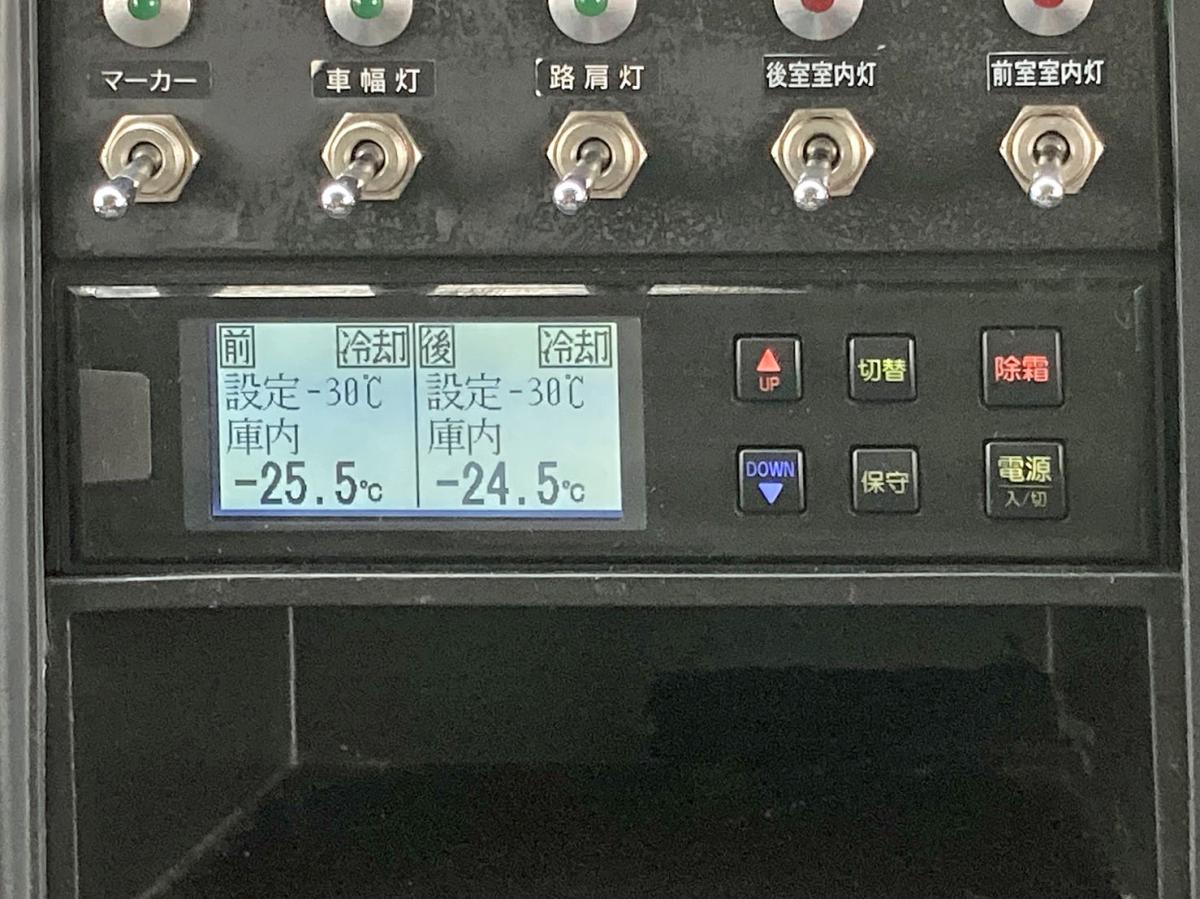 マーカー
車幅灯
路肩灯
後室室内灯
前室室内灯
前 冷却
設定-30℃
庫内
-25.5℃
後 冷却
設定-30℃
庫内
-24.5℃
UP
切替
除霜
DOWN
保守
電源
入/切